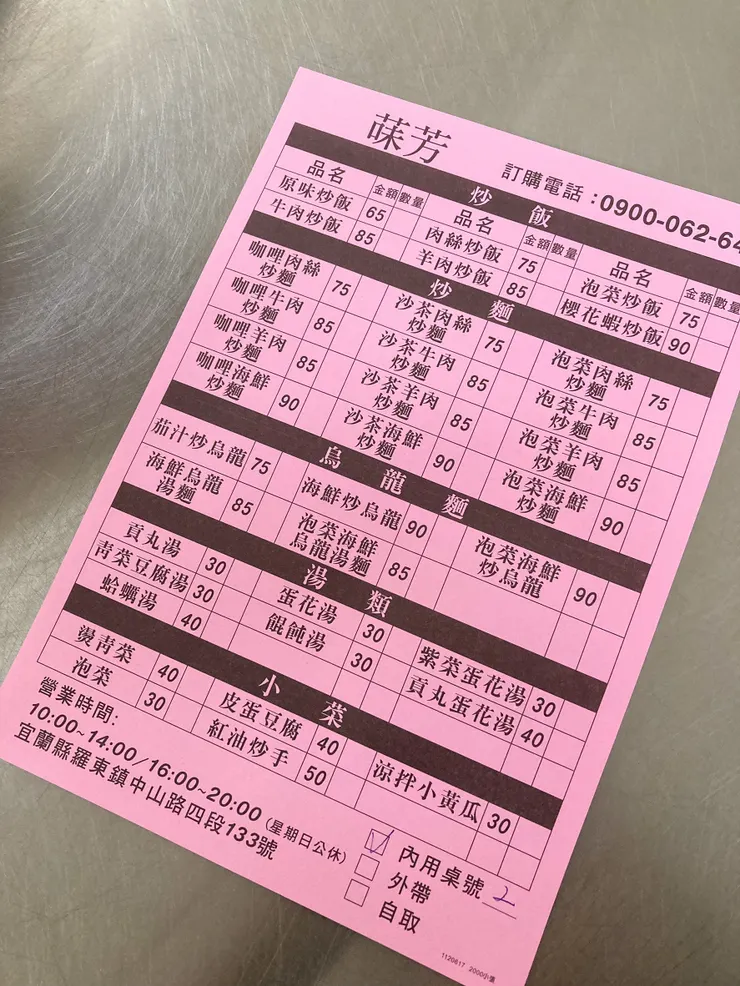 菋芳
訂購電話：0900-062-64
炒飯
品名 金額 數量 品名 金額 數量 品名 金額 數量
原味炒飯 65 肉絲炒飯 75 泡菜炒飯 75
牛肉炒飯 85 羊肉炒飯 85 櫻花蝦炒飯 90
炒麵
咖哩肉絲炒麵 75 沙茶肉絲炒麵 75 泡菜肉絲炒麵 75
咖哩牛肉炒麵 85 沙茶牛肉炒麵 85 泡菜牛肉炒麵 85
咖哩羊肉炒麵 85 沙茶羊肉炒麵 85 泡菜羊肉炒麵 85
咖哩海鮮炒麵 90 沙茶海鮮炒麵 90 泡菜海鮮炒麵 90
烏龍麵
茄汁炒烏龍 75 海鮮炒烏龍 90 泡菜海鮮炒烏龍 90
海鮮烏龍湯麵 85 泡菜海鮮烏龍湯麵 85
湯類
貢丸湯 30 蛋花湯 30 紫菜蛋花湯 30
青菜豆腐湯 30 餛飩湯 30 貢丸蛋花湯 40
蛤蠣湯 40
小菜
燙青菜 40 皮蛋豆腐 40 涼拌小黃瓜 30
泡菜 30 紅油炒手 50
營業時間：
10:00~14:00／16:00~20:00 (星期日公休)
宜蘭縣羅東鎮中山路四段133號
內用桌號 2
外帶
自取
1120617 2000小童